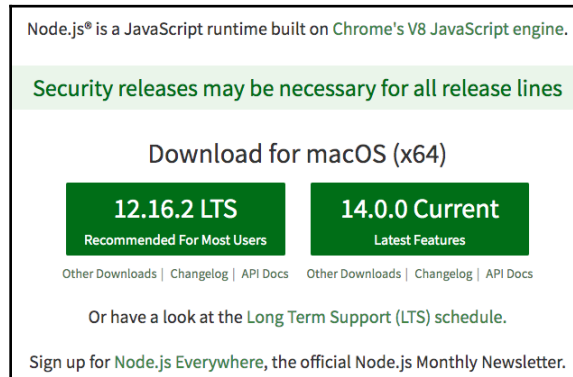 Node.js® is a JavaScript runtime built on Chrome's V8 JavaScript engine.
Security releases may be necessary for all release lines
Download for macOS (x64)
12.16.2 LTS
Recommended For Most Users
14.0.0 Current
Latest Features
Other Downloads | Changelog | API Docs
Other Downloads | Changelog | API Docs
Or have a look at the Long Term Support (LTS) schedule.
Sign up for Node.js Everywhere, the official Node.js Monthly Newsletter.